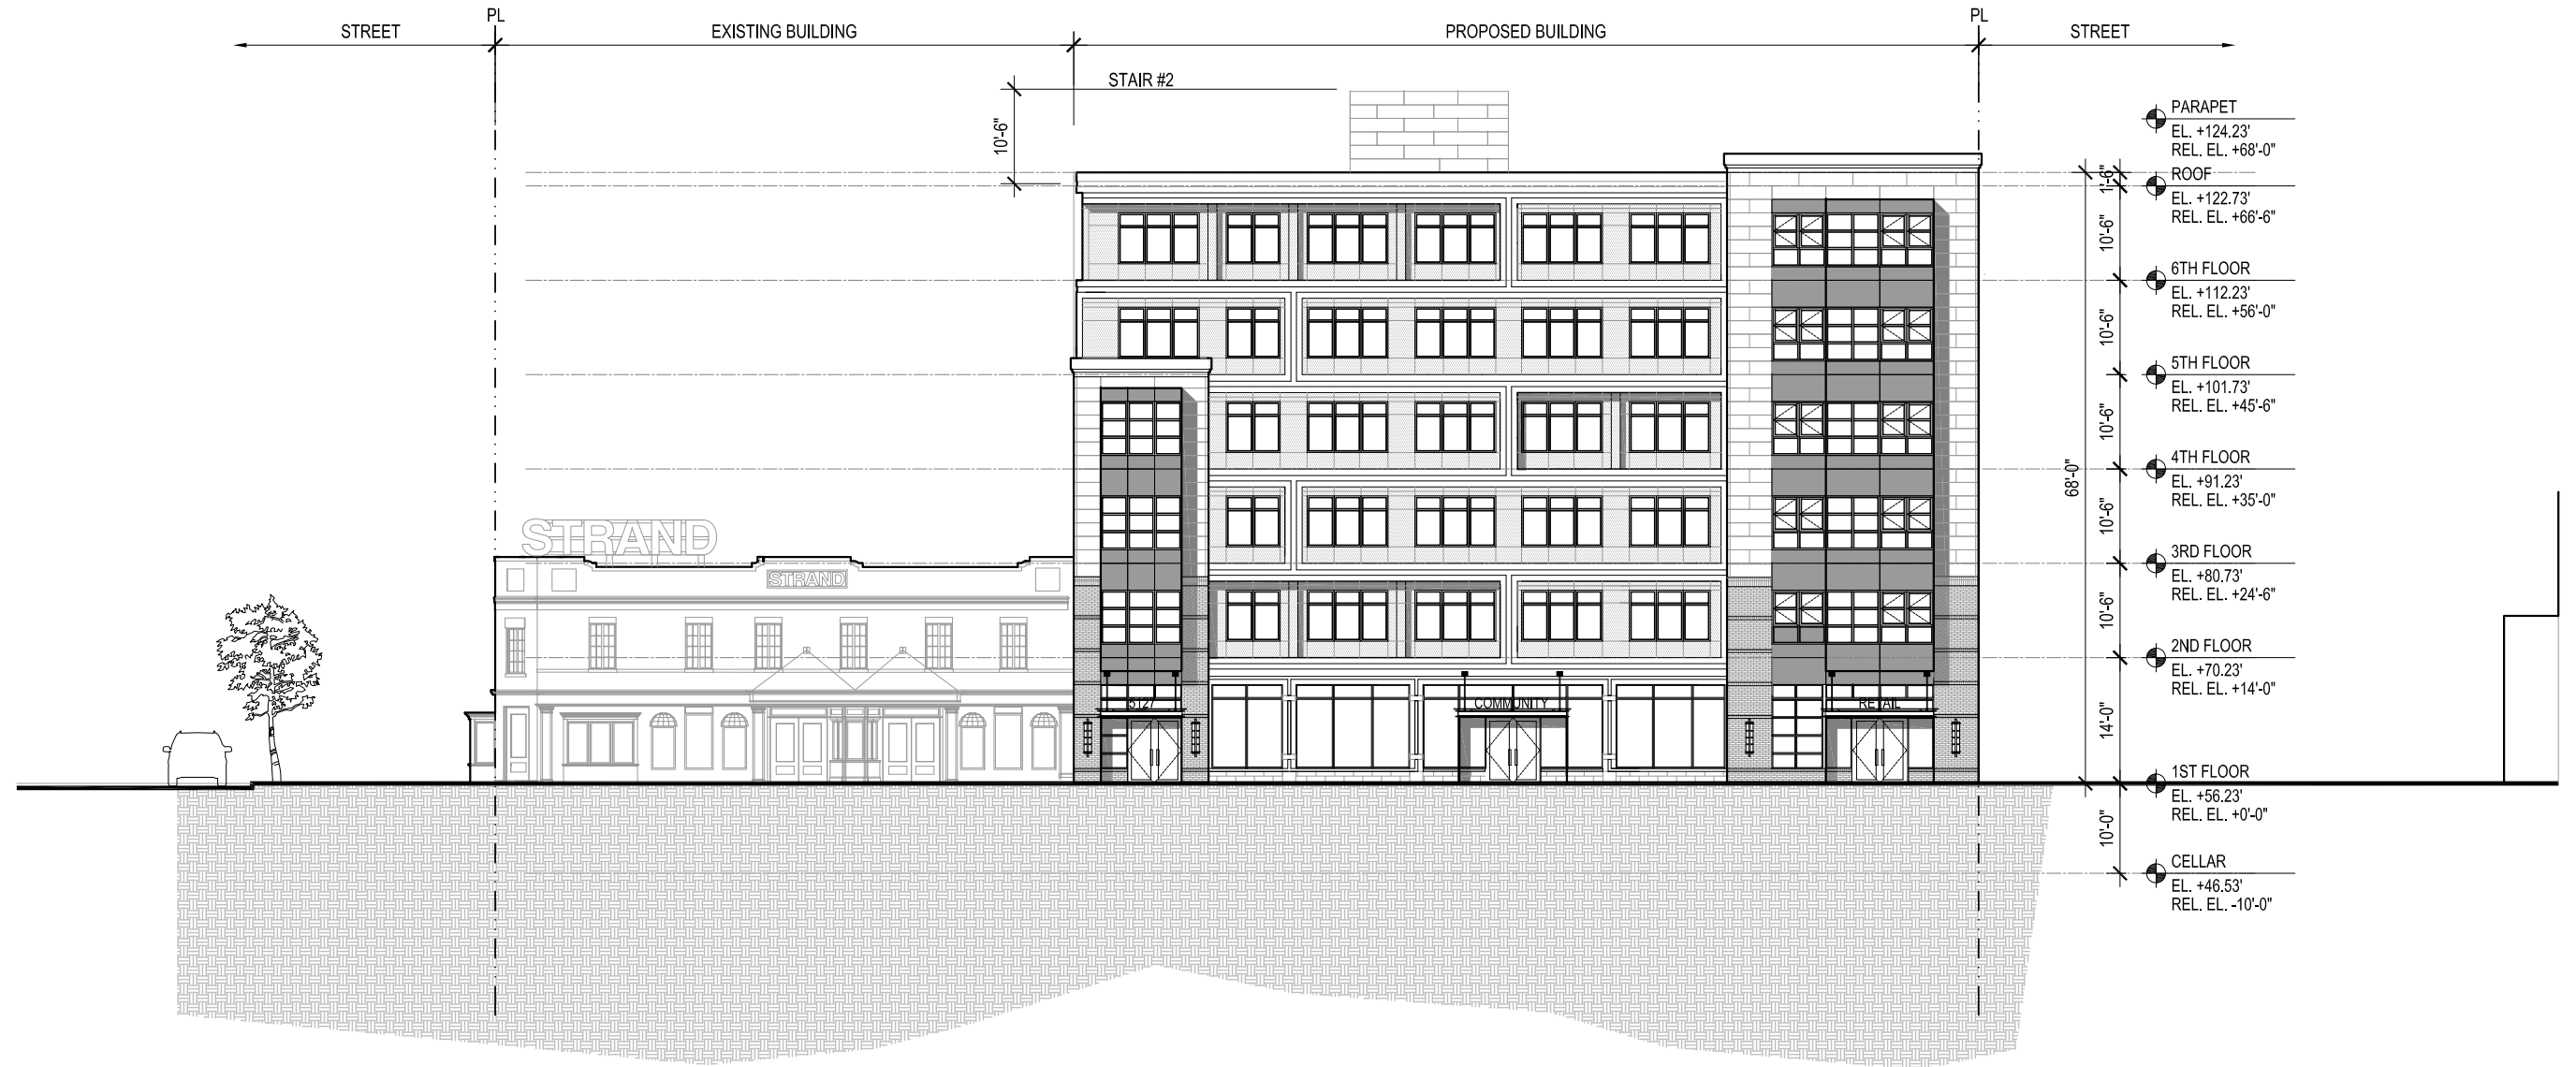 PL
PL
STREET
EXISTING BUILDING
PROPOSED BUILDING
STREET
STAIR #2
10'-6"
PARAPET
EL. +124.23'
REL. EL. +68'-0"
1'-6"
ROOF
EL. +122.73'
REL. EL. +66'-6"
10'-6"
6TH FLOOR
EL. +112.23'
REL. EL. +56'-0"
10'-6"
5TH FLOOR
EL. +101.73'
REL. EL. +45'-6"
10'-6"
4TH FLOOR
EL. +91.23'
REL. EL. +35'-0"
68'-0"
10'-6"
3RD FLOOR
EL. +80.73'
REL. EL. +24'-6"
10'-6"
2ND FLOOR
EL. +70.23'
REL. EL. +14'-0"
14'-0"
1ST FLOOR
EL. +56.23'
REL. EL. +0'-0"
10'-0"
CELLAR
EL. +46.53'
REL. EL. -10'-0"
STRAND
STRAND
5127
COMMUNITY
RETAIL